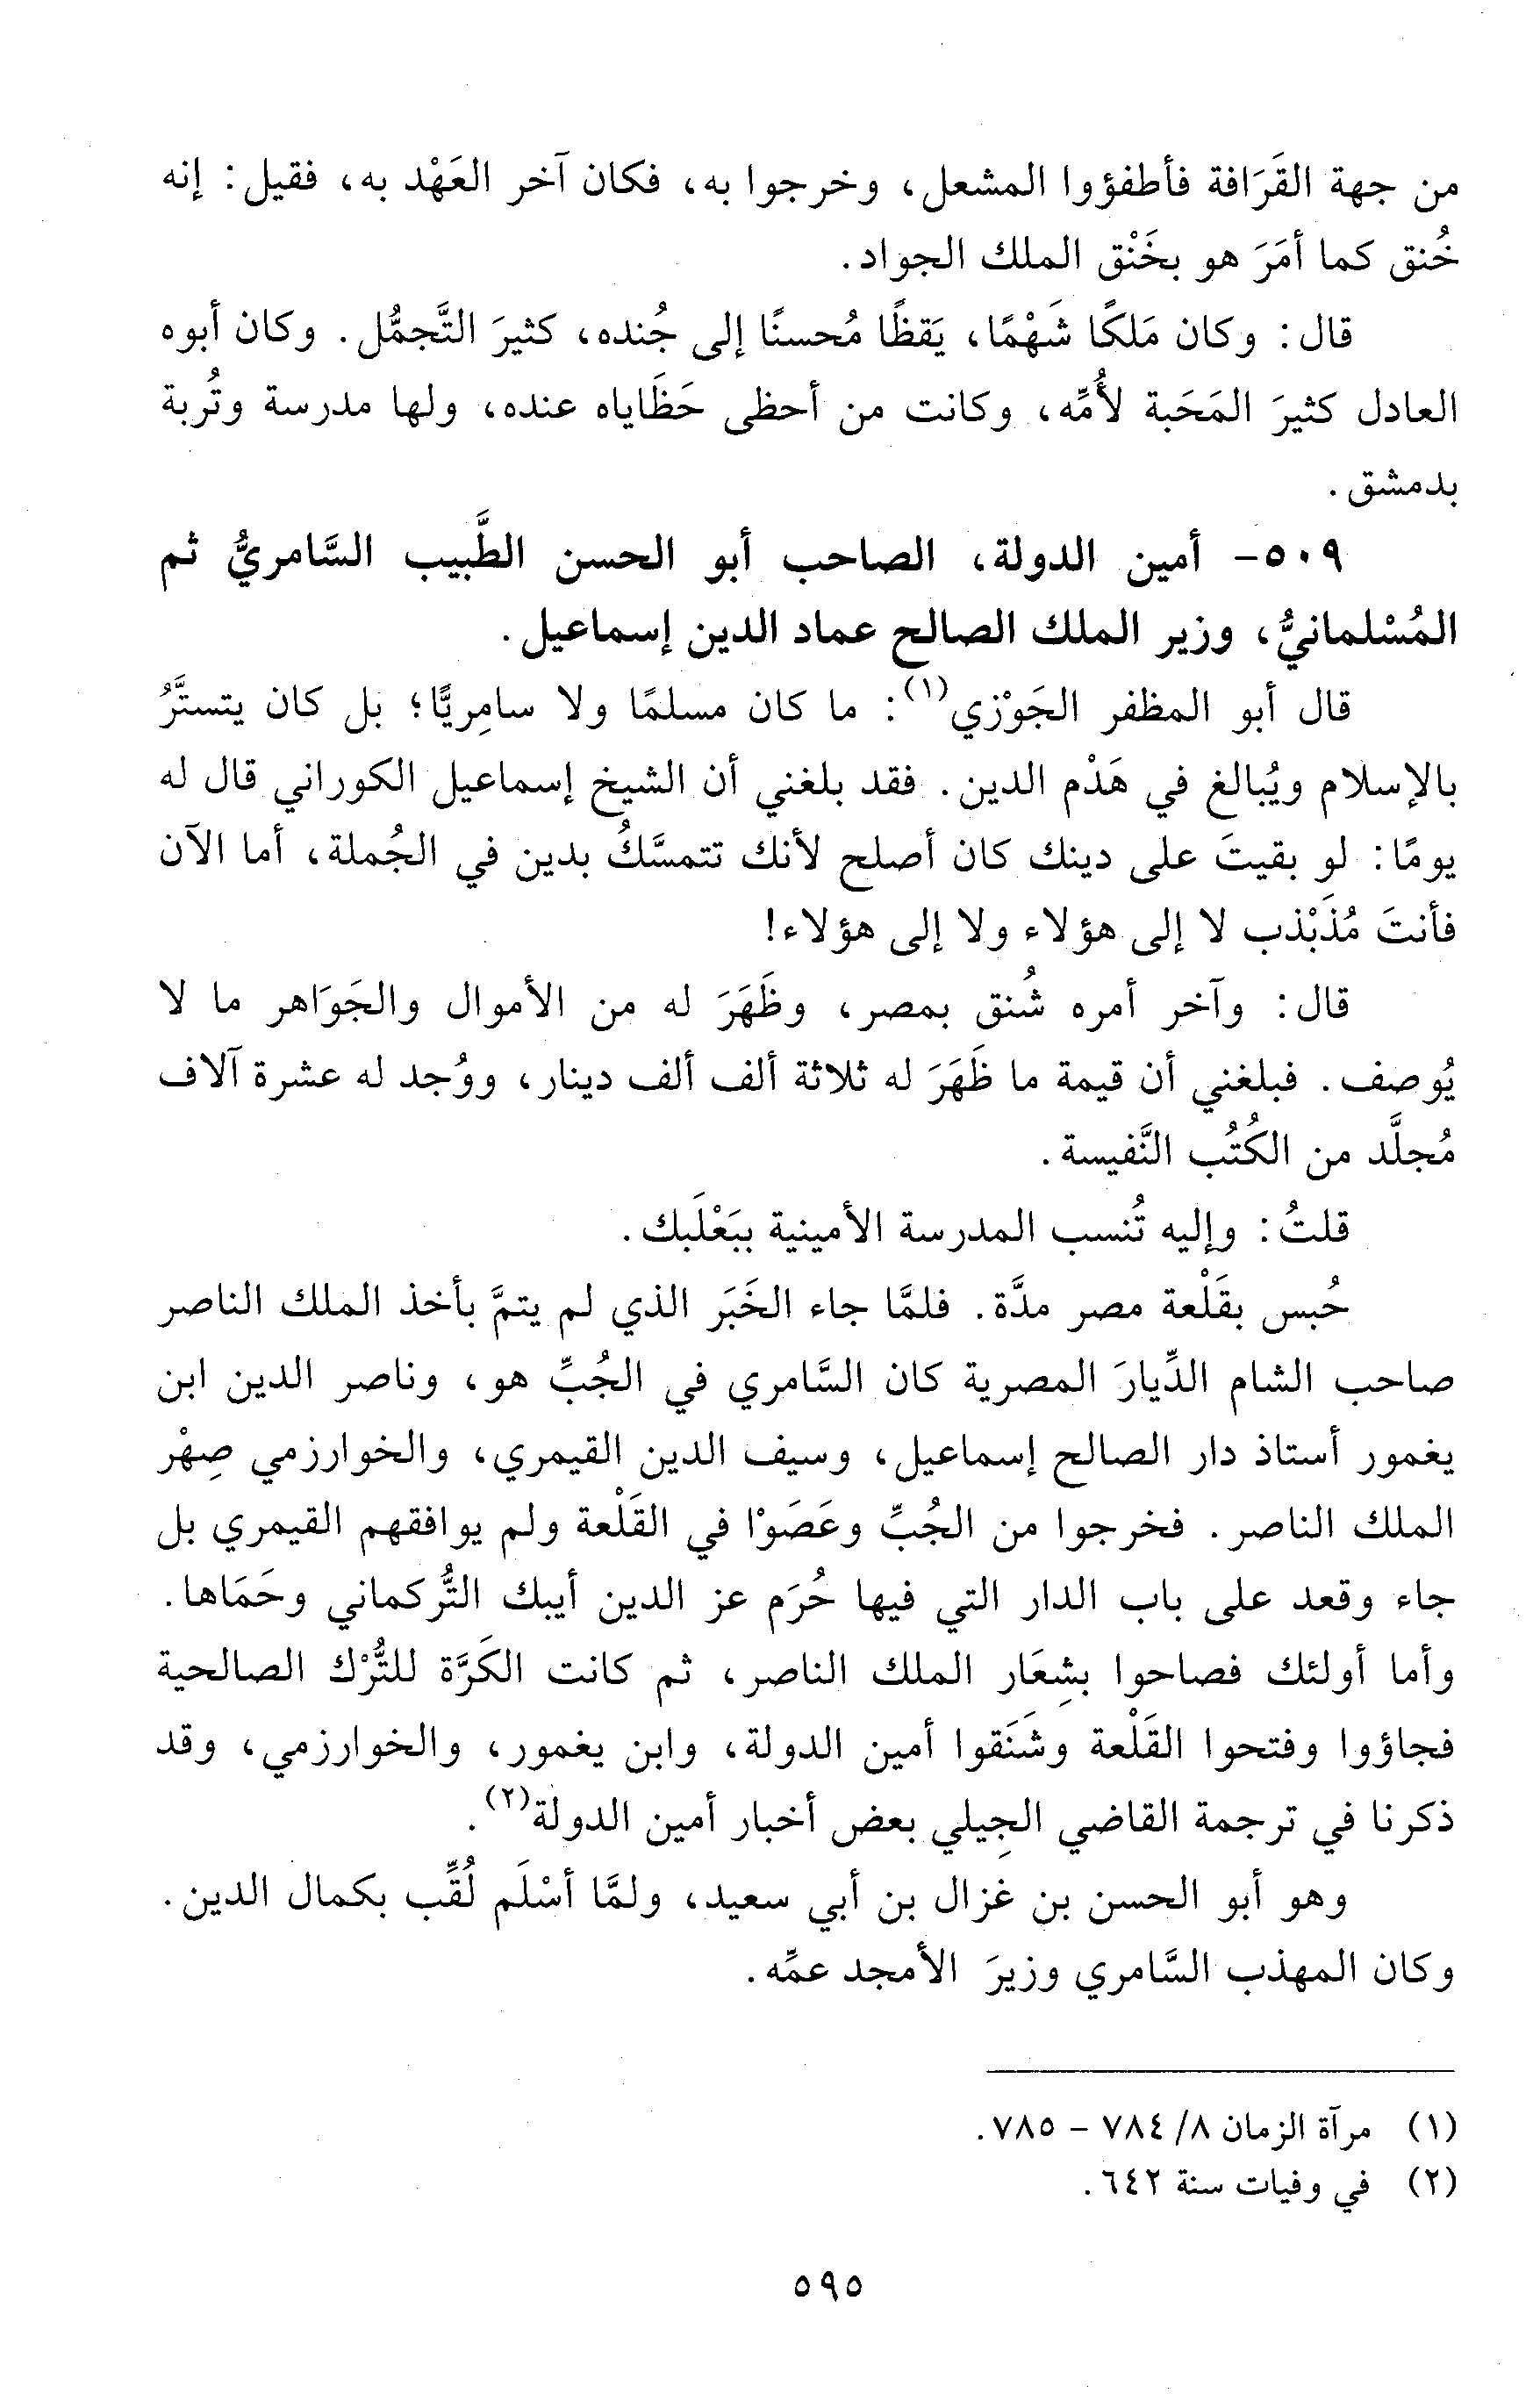 من جهة القَرَافة فأطفؤوا المشعل، وخرجوا به، فكان آخر العَهْد به، فقيل: إنه
خُنق كما أمَرَ هو بخَنْق الملك الجواد.
قال: وكان مَلكًا شَهْمًا، يَقظًا مُحسنًا إلى جُنده، كثيرَ التَّجمُّل. وكان أبوه
العادل كثيرَ المَحَبة لأُمِّه، وكانت من أحظى حَظَاياه عنده، ولها مدرسة وتُربة
بدمشق.
٥٠٩- أمين الدولة، الصاحب أبو الحسن الطَّبيب السَّامريُّ ثم
المُسْلمانيُّ، وزير الملك الصالح عماد الدين إسماعيل.
قال أبو المظفر الجَوْزي(١): ما كان مسلمًا ولا سامِريًّا؛ بل كان يتستَّرُ
بالإسلام ويُبالغ في هَدْم الدين. فقد بلغني أن الشيخ إسماعيل الكوراني قال له
يومًا: لو بقيتَ على دينك كان أصلح لأنك تتمسَّكُ بدين في الجُملة، أما الآن
فأنتَ مُذَبْذب لا إلى هؤلاء ولا إلى هؤلاء!
قال: وآخر أمره شُنق بمصر، وظَهَرَ له من الأموال والجَوَاهر ما لا
يُوصف. فبلغني أن قيمة ما ظَهَرَ له ثلاثة ألف ألف دينار، ووُجد له عشرة آلاف
مُجلَّد من الكُتُب النَّفيسة.
قلتُ: وإليه تُنسب المدرسة الأمينية ببَعْلَبك.
حُبس بقَلْعة مصر مدَّة. فلمَّا جاء الخَبَر الذي لم يتمَّ بأخذ الملك الناصر
صاحب الشام الدِّيارَ المصرية كان السَّامري في الجُبِّ هو، وناصر الدين ابن
يغمور أستاذ دار الصالح إسماعيل، وسيف الدين القيمري، والخوارزمي صِهْر
الملك الناصر. فخرجوا من الجُبِّ وعَصَوْا في القَلْعة ولم يوافقهم القيمري بل
جاء وقعد على باب الدار التي فيها حُرَم عز الدين أيبك التُّركماني وحَمَاها.
وأما أولئك فصاحوا بشِعَار الملك الناصر، ثم كانت الكَرَّة للتُّرْك الصالحية
فجاؤوا وفتحوا القَلْعة وشَنَقوا أمين الدولة، وابن يغمور، والخوارزمي، وقد
ذكرنا في ترجمة القاضي الجِيلي بعض أخبار أمين الدولة(٢).
وهو أبو الحسن بن غزال بن أبي سعيد، ولمَّا أسْلَم لُقِّب بكمال الدين.
وكان المهذب السَّامري وزيرَ الأمجد عمِّه.
(١) مرآة الزمان ٨/ ٧٨٤ - ٧٨٥.
(٢) في وفيات سنة ٦٤٢.
٥٩٥